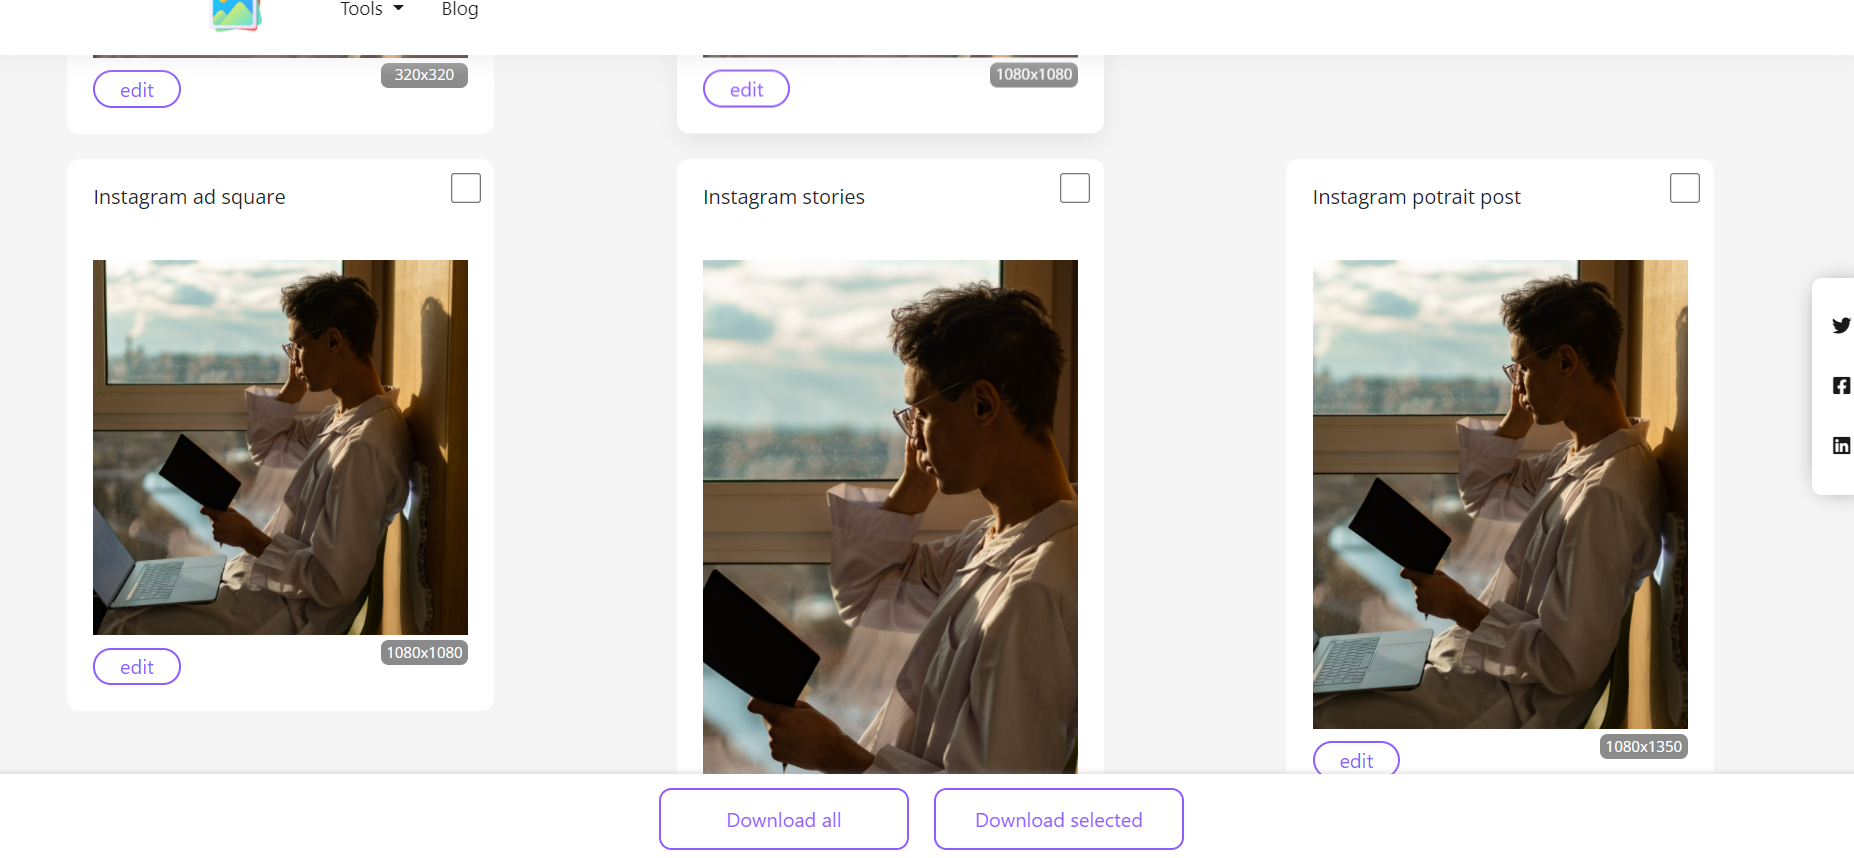 Tools
Blog
320x320
edit
1080x1080
edit
Instagram ad square
Instagram stories
Instagram potrait post
1080x1080
edit
1080x1350
edit
Download all
Download selected